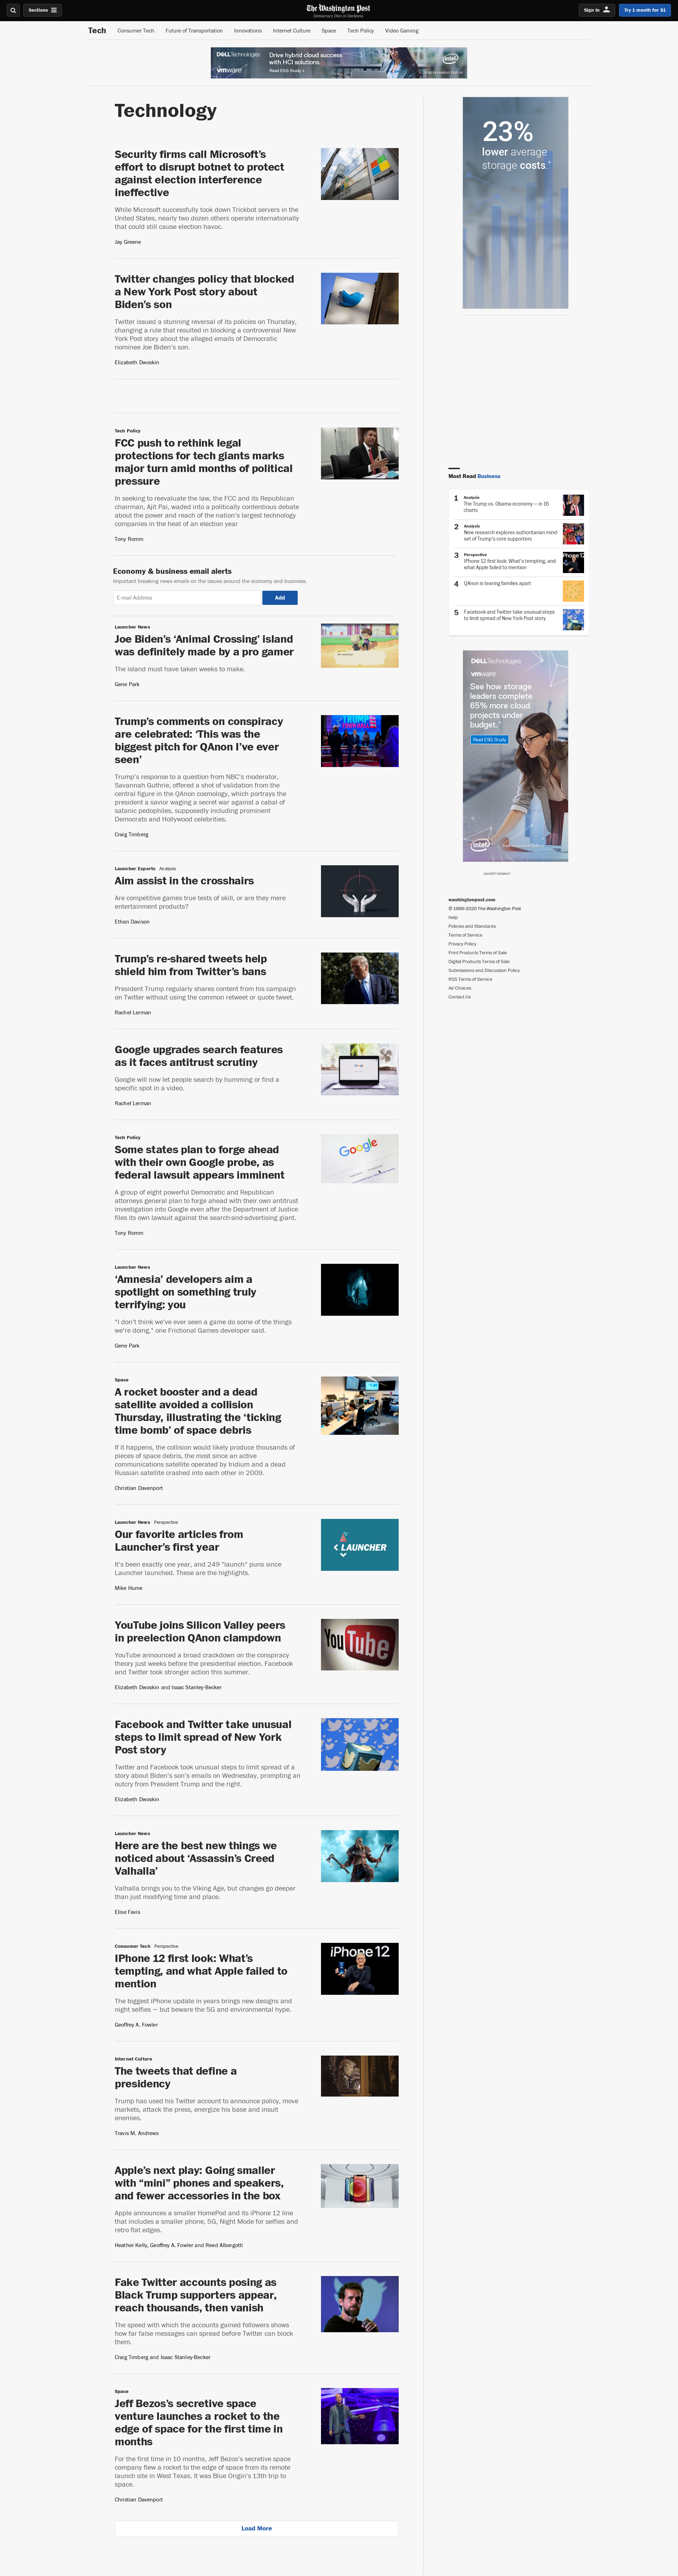 Sections
The Washington Post
Democracy Dies in Darkness
Sign In
Try 1 month for $1
Tech
Consumer Tech
Future of Transportation
Innovations
Internet Culture
Space
Tech Policy
Video Gaming
DELLTechnologies
vmware
Drive hybrid cloud success
with HCI solutions.
Read ESG Study
intel
Technology
Security firms call Microsoft’s
effort to disrupt botnet to protect
against election interference
ineffective
While Microsoft successfully took down Trickbot servers in the
United States, nearly two dozen others operate internationally
that could still cause election havoc.
Jay Greene
Twitter changes policy that blocked
a New York Post story about
Biden’s son
Twitter issued a stunning reversal of its policies on Thursday,
changing a rule that resulted in blocking a controversial New
York Post story about the alleged emails of Democratic
nominee Joe Biden’s son.
Elizabeth Dwoskin
Tech Policy
FCC push to rethink legal
protections for tech giants marks
major turn amid months of political
pressure
In seeking to reevaluate the law, the FCC and its Republican
chairman, Ajit Pai, waded into a politically contentious debate
about the power and reach of the nation’s largest technology
companies in the heat of an election year
Tony Romm
Economy & business email alerts
Important breaking news emails on the issues around the economy and business.
E-mail Address
Add
Launcher News
Joe Biden’s ‘Animal Crossing’ island
was definitely made by a pro gamer
The island must have taken weeks to make.
Gene Park
Trump’s comments on conspiracy
are celebrated: ‘This was the
biggest pitch for QAnon I’ve ever
seen’
Trump’s response to a question from NBC’s moderator,
Savannah Guthrie, offered a shot of validation from the
central figure in the QAnon cosmology, which portrays the
president a savior waging a secret war against a cabal of
satanic pedophiles, supposedly including prominent
Democrats and Hollywood celebrities.
Craig Timberg
Launcher Esports Analysis
Aim assist in the crosshairs
Are competitive games true tests of skill, or are they mere
entertainment products?
Ethan Davison
Trump’s re-shared tweets help
shield him from Twitter’s bans
President Trump regularly shares content from his campaign
on Twitter without using the common retweet or quote tweet.
Rachel Lerman
Google upgrades search features
as it faces antitrust scrutiny
Google will now let people search by humming or find a
specific spot in a video.
Rachel Lerman
Tech Policy
Some states plan to forge ahead
with their own Google probe, as
federal lawsuit appears imminent
A group of eight powerful Democratic and Republican
attorneys general plan to forge ahead with their own antitrust
investigation into Google even after the Department of Justice
files its own lawsuit against the search-and-advertising giant.
Tony Romm
Google
Launcher News
‘Amnesia’ developers aim a
spotlight on something truly
terrifying: you
"I don’t think we’ve ever seen a game do some of the things
we’re doing," one Frictional Games developer said.
Gene Park
Space
A rocket booster and a dead
satellite avoided a collision
Thursday, illustrating the ‘ticking
time bomb’ of space debris
If it happens, the collision would likely produce thousands of
pieces of space debris, the most since an active
communications satellite operated by Iridium and a dead
Russian satellite crashed into each other in 2009.
Christian Davenport
Launcher News Perspective
Our favorite articles from
Launcher’s first year
It’s been exactly one year, and 249 "launch" puns since
Launcher launched. These are the highlights.
Mike Hume
LAUNCHER
YouTube joins Silicon Valley peers
in preelection QAnon clampdown
YouTube announced a broad crackdown on the conspiracy
theory just weeks before the presidential election. Facebook
and Twitter took stronger action this summer.
Elizabeth Dwoskin and Isaac Stanley-Becker
YouTube
Facebook and Twitter take unusual
steps to limit spread of New York
Post story
Twitter and Facebook took unusual steps to limit spread of a
story about Biden’s son’s emails on Wednesday, prompting an
outcry from President Trump and the right.
Elizabeth Dwoskin
Launcher News
Here are the best new things we
noticed about ‘Assassin’s Creed
Valhalla’
Valhalla brings you to the Viking Age, but changes go deeper
than just modifying time and place.
Elise Favis
Consumer Tech Perspective
IPhone 12 first look: What’s
tempting, and what Apple failed to
mention
The biggest iPhone update in years brings new designs and
night selfies — but beware the 5G and environmental hype.
Geoffrey A. Fowler
iPhone 12
Internet Culture
The tweets that define a
presidency
Trump has used his Twitter account to announce policy, move
markets, attack the press, energize his base and insult
enemies.
Travis M. Andrews
Apple’s next play: Going smaller
with “mini” phones and speakers,
and fewer accessories in the box
Apple announces a smaller HomePod and its iPhone 12 line
that includes a smaller phone, 5G, Night Mode for selfies and
retro flat edges.
Heather Kelly, Geoffrey A. Fowler and Reed Albergotti
Fake Twitter accounts posing as
Black Trump supporters appear,
reach thousands, then vanish
The speed with which the accounts gained followers shows
how far false messages can spread before Twitter can block
them.
Craig Timberg and Isaac Stanley-Becker
Space
Jeff Bezos’s secretive space
venture launches a rocket to the
edge of space for the first time in
months
For the first time in 10 months, Jeff Bezos’s secretive space
company flew a rocket to the edge of space from its remote
launch site in West Texas. It was Blue Origin’s 13th trip to
space.
Christian Davenport
Load More
23%
lower average
storage costs.*
Most Read Business
1
Analysis
The Trump vs. Obama economy — in 16
charts
2
Analysis
New research explores authoritarian mind-
set of Trump’s core supporters
3
Perspective
IPhone 12 first look: What’s tempting, and
what Apple failed to mention
4
QAnon is tearing families apart
5
Facebook and Twitter take unusual steps
to limit spread of New York Post story
DELLTechnologies
vmware
See how storage
leaders complete
65% more cloud
projects under
budget.*
Read ESG Study
intel
ADVERTISEMENT
washingtonpost.com
© 1996-2020 The Washington Post
Help
Policies and Standards
Terms of Service
Privacy Policy
Print Products Terms of Sale
Digital Products Terms of Sale
Submissions and Discussion Policy
RSS Terms of Service
Ad Choices
Contact Us